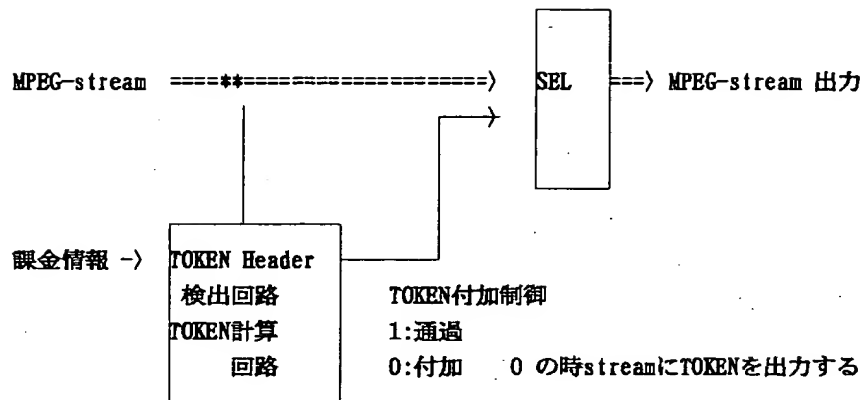 MPEG-stream ====**======================> SEL ===> MPEG-stream 出力
課金情報 -> TOKEN Header
検出回路 TOKEN付加制御
TOKEN計算 1:通過
回路 0:付加 0 の時streamにTOKENを出力する